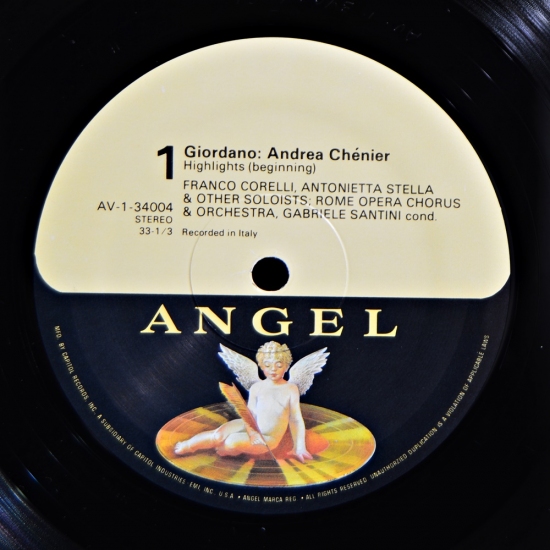 1
Giordano: Andrea Chénier
Highlights (beginning)
FRANCO CORELLI, ANTONIETTA STELLA
& OTHER SOLOISTS; ROME OPERA CHORUS
& ORCHESTRA, GABRIELE SANTINI cond.
AV-1-34004
STEREO
33-1/3
Recorded in Italy
ANGEL
MFD. BY CAPITOL RECORDS, INC. A SUBSIDIARY OF CAPITOL INDUSTRIES-EMI, INC. U.S.A. • ANGEL MARCA REG. • ALL RIGHTS RESERVED. UNAUTHORIZED DUPLICATION IS A VIOLATION OF APPLICABLE LAWS